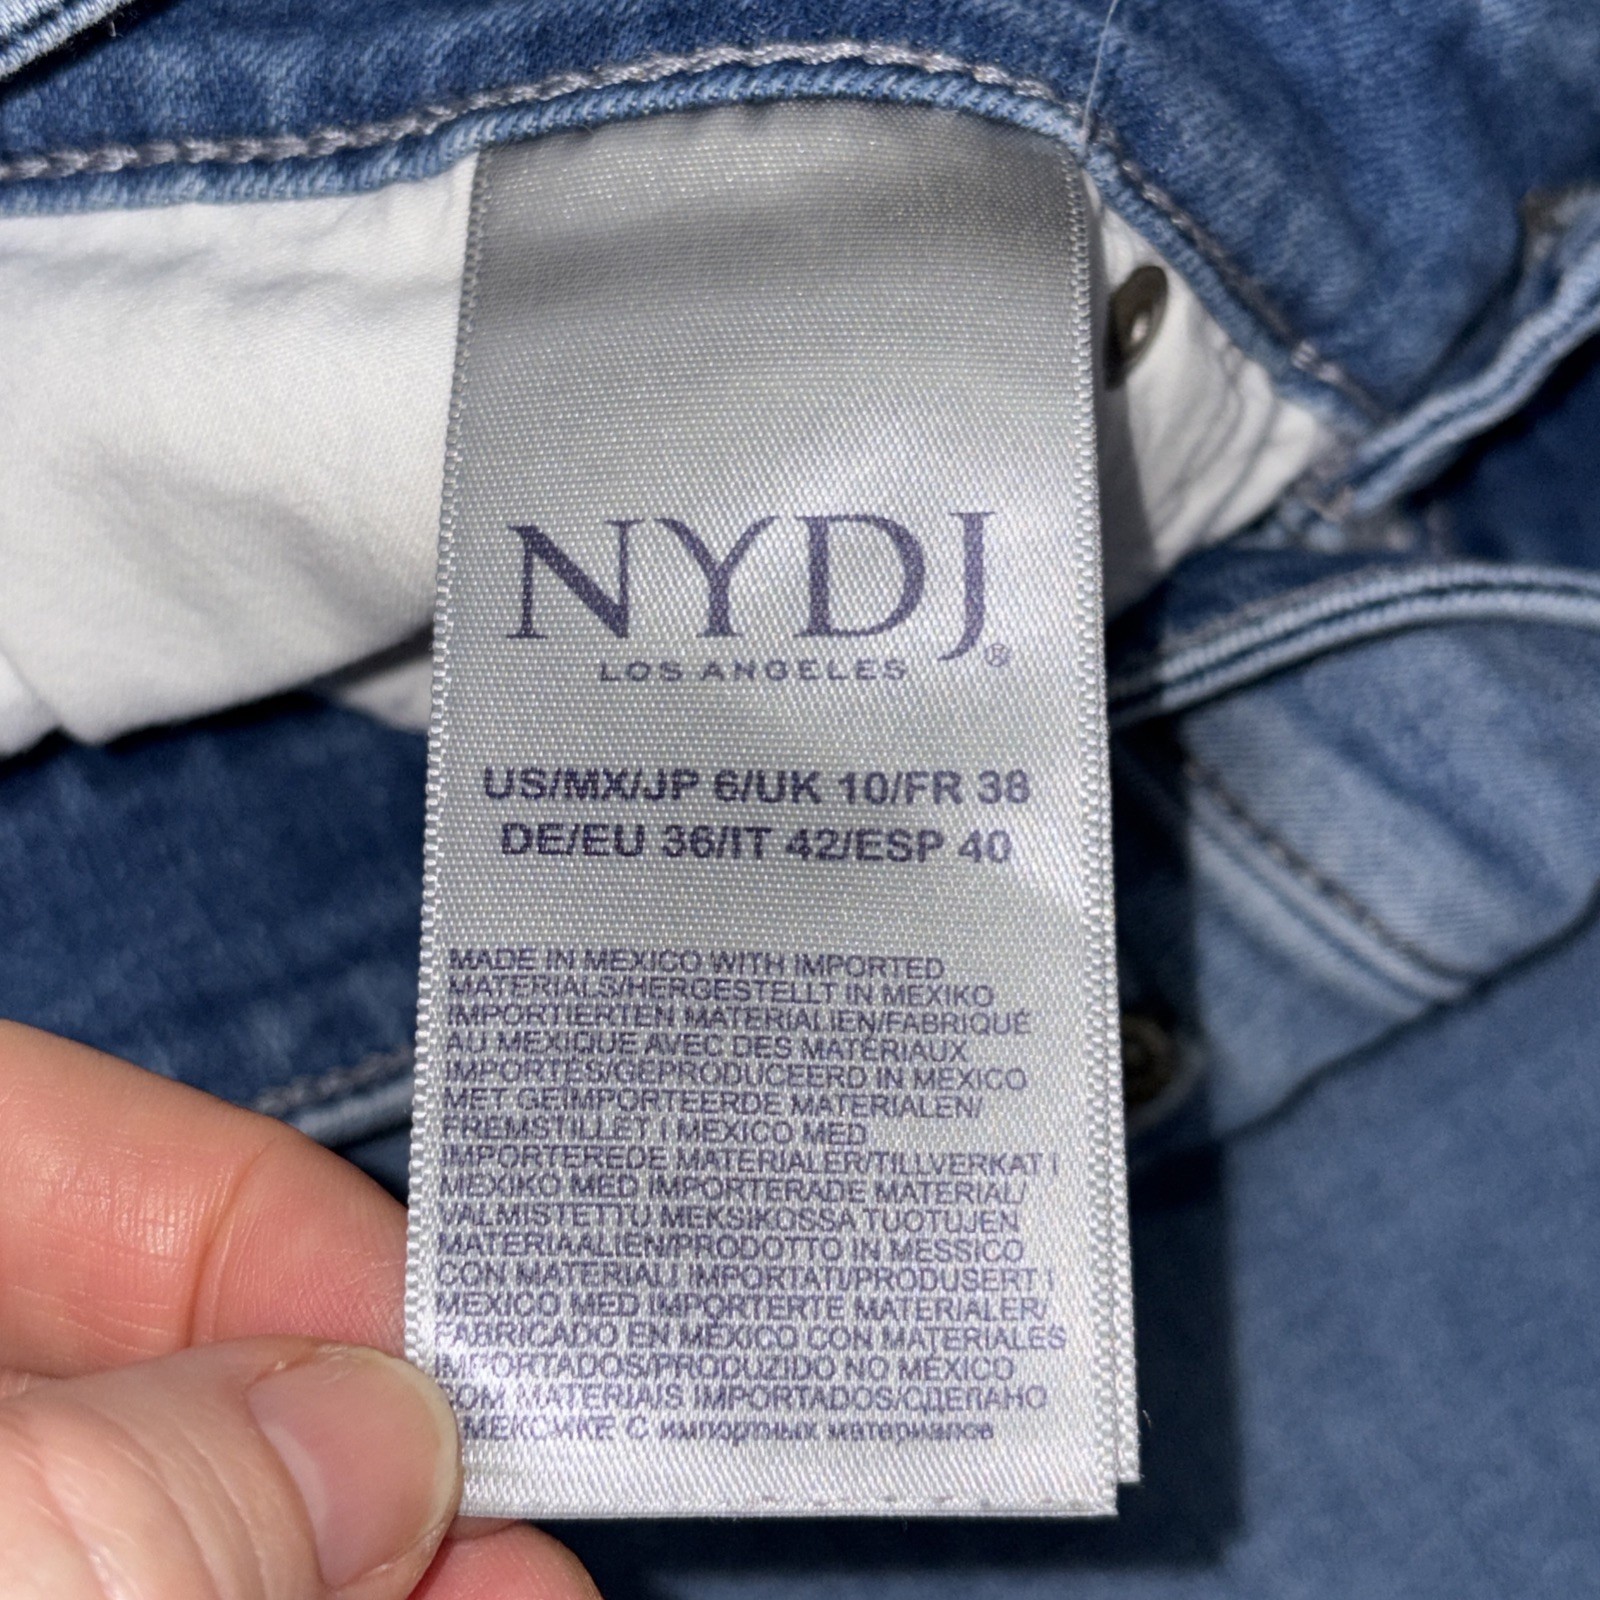 NYDJ®
LOS ANGELES
US/MX/JP 6/UK 10/FR 38
DE/EU 36/IT 42/ESP 40
MADE IN MEXICO WITH IMPORTED
MATERIALS/HERGESTELLT IN MEXIKO
IMPORTIERTEN MATERIALIEN/FABRIQUÉ
AU MEXIQUE AVEC DES MATÉRIAUX
IMPORTÉS/GEPRODUCEERD IN MEXICO
MET GEÏMPORTEERDE MATERIALEN/
FREMSTILLET I MEXICO MED
IMPORTEREDE MATERIALER/TILLVERKAT I
MEXIKO MED IMPORTERADE MATERIAL/
VALMISTETTU MEKSIKOSSA TUOTUJEN
MATERIAALIEN/PRODOTTO IN MESSICO
CON MATERIALI IMPORTATI/PRODUSERT I
MEXICO MED IMPORTERTE MATERIALER/
FABRICADO EN MÉXICO CON MATERIALES
IMPORTADOS/PRODUZIDO NO MÉXICO
COM MATERIAIS IMPORTADOS/СДЕЛАНО
МЕКСИКЕ С импортных материалов